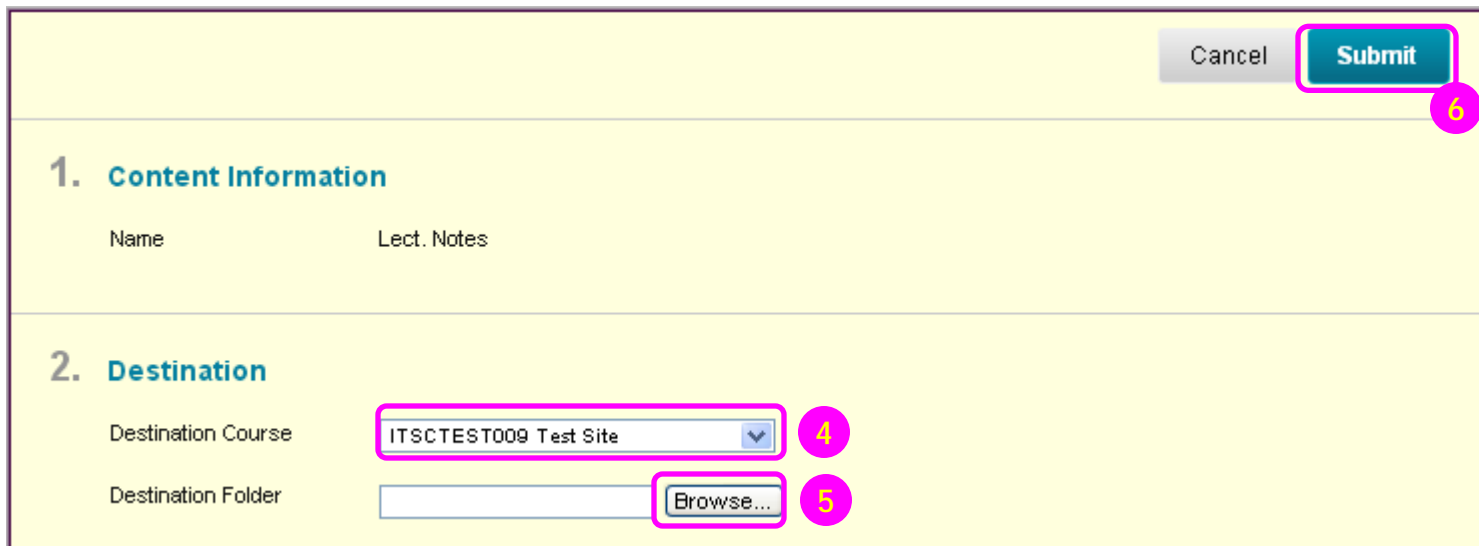 Cancel Submit
6
1. Content Information
Name Lect. Notes
2. Destination
Destination Course ITSCTEST009 Test Site 4
Destination Folder Browse... 5